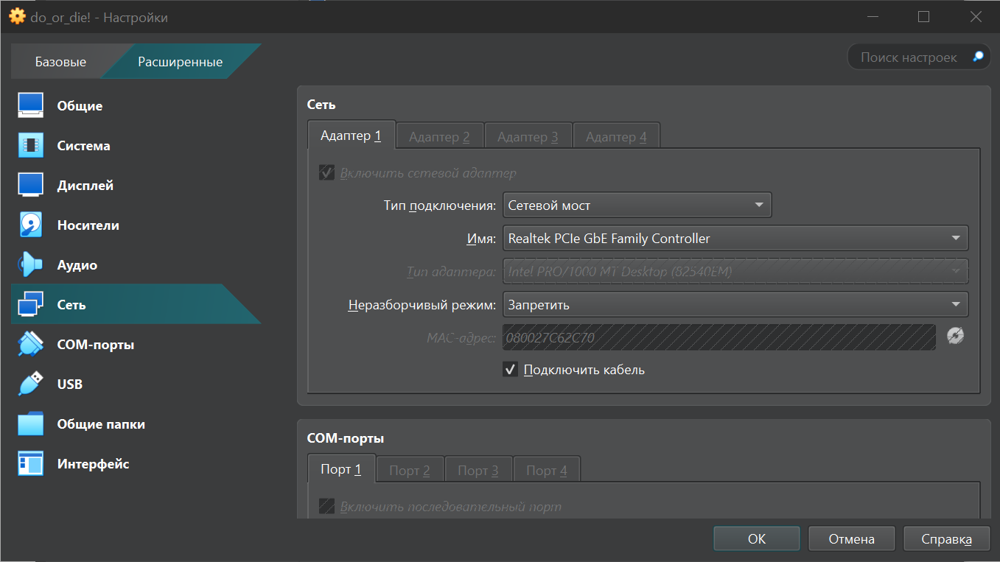 do_or_die! - Настройки
Базовые
Расширенные
Поиск настроек
Общие
Система
Дисплей
Носители
Аудио
Сеть
COM-порты
USB
Общие папки
Интерфейс
Сеть
Адаптер 1
Адаптер 2
Адаптер 3
Адаптер 4
Включить сетевой адаптер
Тип подключения:
Сетевой мост
Имя:
Realtek PCIe GbE Family Controller
Тип адаптера:
Intel PRO/1000 MT Desktop (82540EM)
Неразборчивый режим:
Запретить
MAC-адрес:
080027C62C70
Подключить кабель
COM-порты
Порт 1
Порт 2
Порт 3
Порт 4
Включить последовательный порт
OK
Отмена
Справка